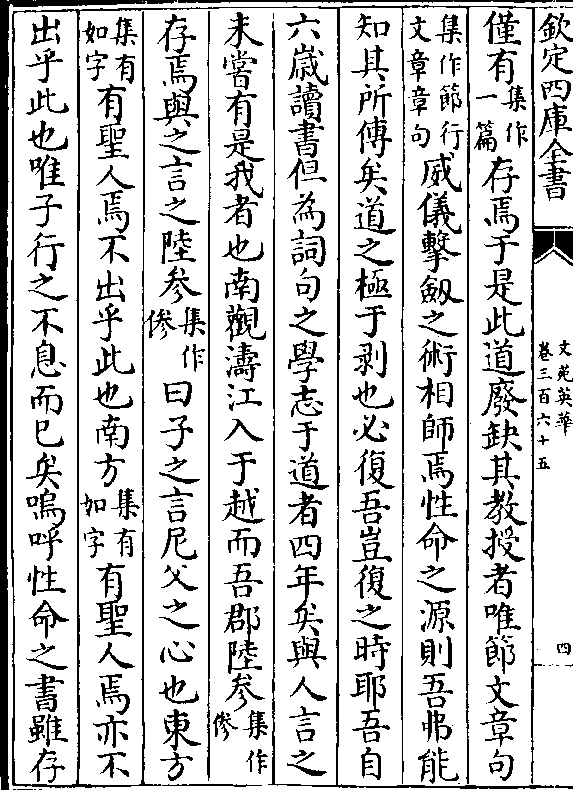 欽定四庫全書
文苑英華
卷三百六十五
四
僅有集作一篇存焉于是此道廢缺其教授者唯節文章句
集作節行文章章句威儀擊劔之術相師焉性命之源則吾弗能
知其所傳矣道之極于剥也必復吾豈復之時耶吾自
六歲讀書但為詞句之學志于道者四年矣與人言之
未嘗有是我者也南觀濤江入于越而吾郡陸参集作傪
存焉與之言之陸参集作傪曰子之言尼父之心也東方
集有如字有聖人焉不出乎此也南方集有如字有聖人焉亦不
出乎此也唯子行之不息而已矣嗚呼性命之書雖存